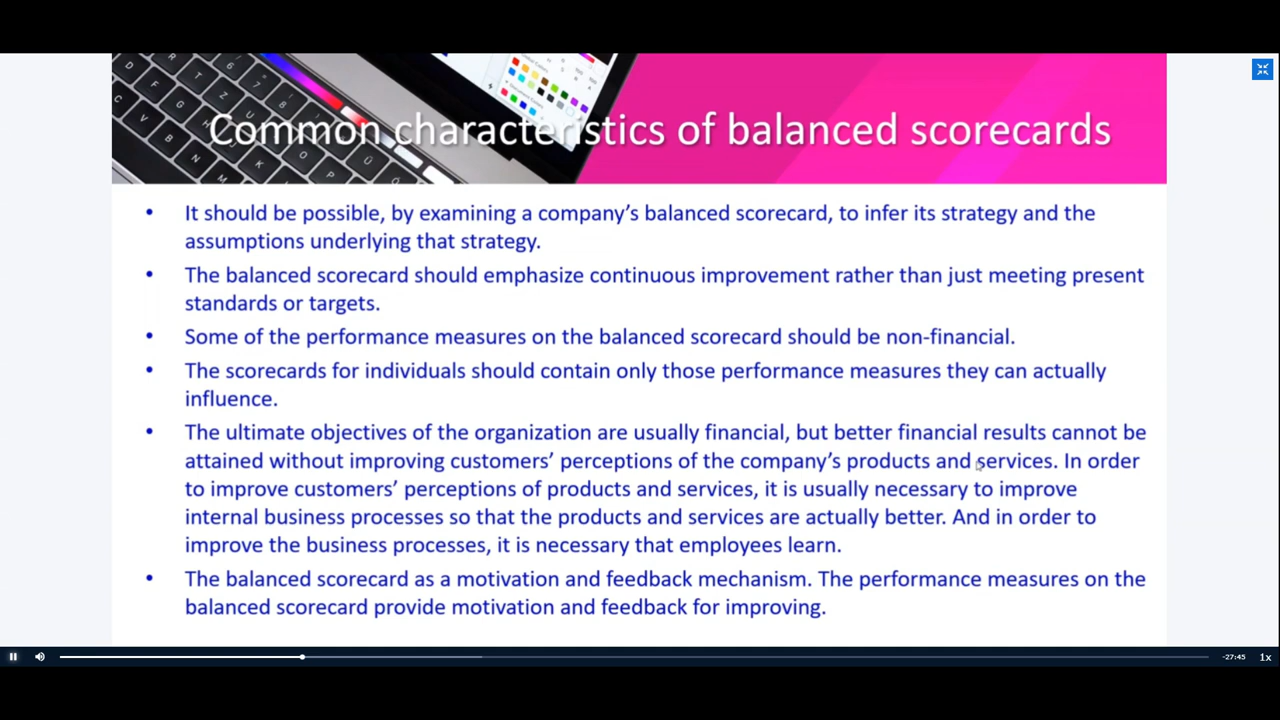 Common characteristics of balanced scorecards
• It should be possible, by examining a company's balanced scorecard, to infer its strategy and the
assumptions underlying that strategy.
• The balanced scorecard should emphasize continuous improvement rather than just meeting present
standards or targets.
• Some of the performance measures on the balanced scorecard should be non-financial.
• The scorecards for individuals should contain only those performance measures they can actually
influence.
• The ultimate objectives of the organization are usually financial, but better financial results cannot be
attained without improving customers' perceptions of the company's products and services. In order
to improve customers' perceptions of products and services, it is usually necessary to improve
internal business processes so that the products and services are actually better. And in order to
improve the business processes, it is necessary that employees learn.
• The balanced scorecard as a motivation and feedback mechanism. The performance measures on the
balanced scorecard provide motivation and feedback for improving.
-27:45 1x